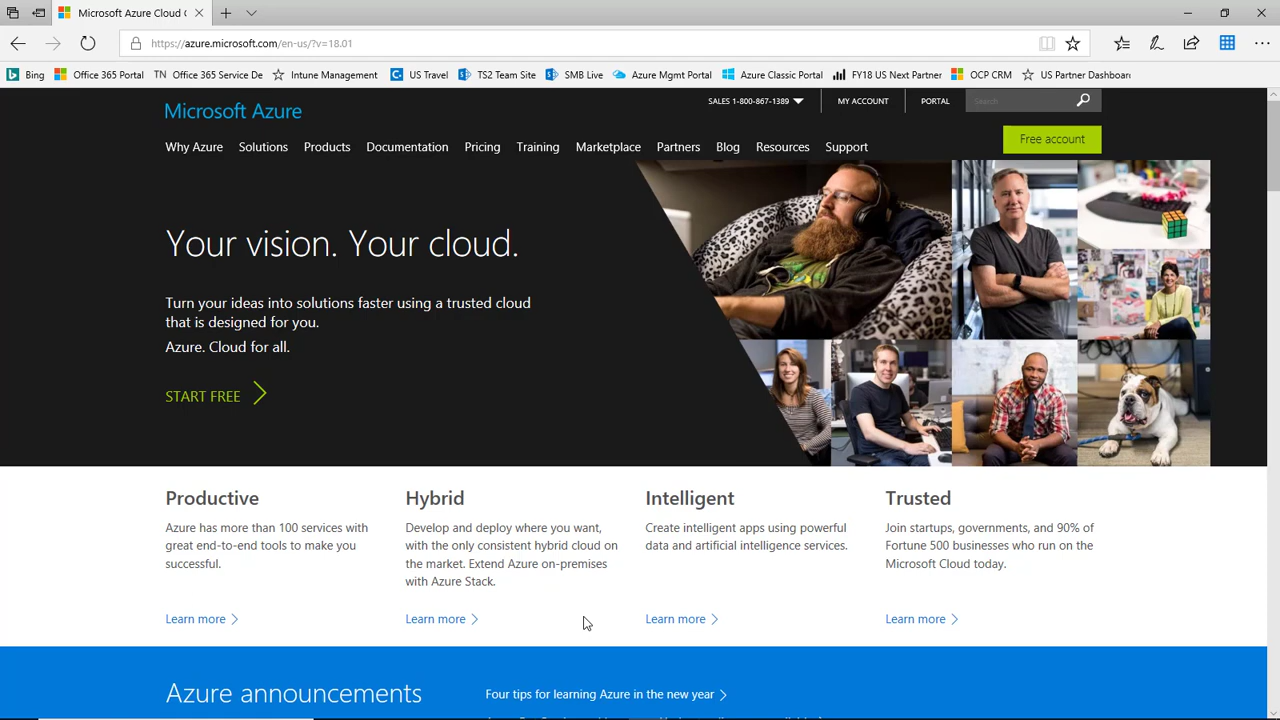 Microsoft Azure Cloud C
https://azure.microsoft.com/en-us/?v=18.01
Bing Office 365 Portal TN Office 365 Service De Intune Management US Travel TS2 Team Site SMB Live Azure Mgmt Portal Azure Classic Portal FY18 US Next Partner OCP CRM US Partner Dashboar
Microsoft Azure
SALES 1-800-867-1389 MY ACCOUNT PORTAL Search
Free account
Why Azure Solutions Products Documentation Pricing Training Marketplace Partners Blog Resources Support
Your vision. Your cloud.
Turn your ideas into solutions faster using a trusted cloud
that is designed for you.
Azure. Cloud for all.
START FREE
Productive
Azure has more than 100 services with
great end-to-end tools to make you
successful.
Learn more
Hybrid
Develop and deploy where you want,
with the only consistent hybrid cloud on
the market. Extend Azure on-premises
with Azure Stack.
Learn more
Intelligent
Create intelligent apps using powerful
data and artificial intelligence services.
Learn more
Trusted
Join startups, governments, and 90% of
Fortune 500 businesses who run on the
Microsoft Cloud today.
Learn more
Azure announcements
Four tips for learning Azure in the new year